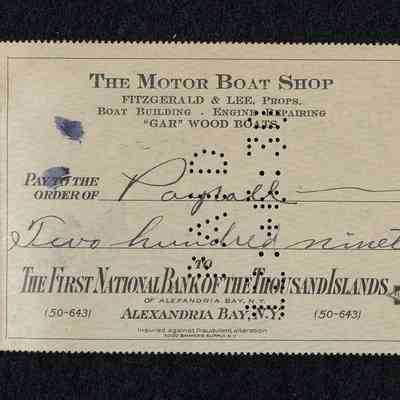 THE MOTOR BOAT SHOP
FITZGERALD & LEE, PROPS.
BOAT BUILDING - ENGINE REPAIRING
"GAR" WOOD BOATS
PAY TO THE
ORDER OF Payroll
Two hundred ninet
TO
THE FIRST NATIONAL BANK OF THE THOUSAND ISLANDS
OF ALEXANDRIA BAY, N.Y.
(50-643) ALEXANDRIA BAY, N.Y. (50-643)
Insured against fraudulent alteration
PAID